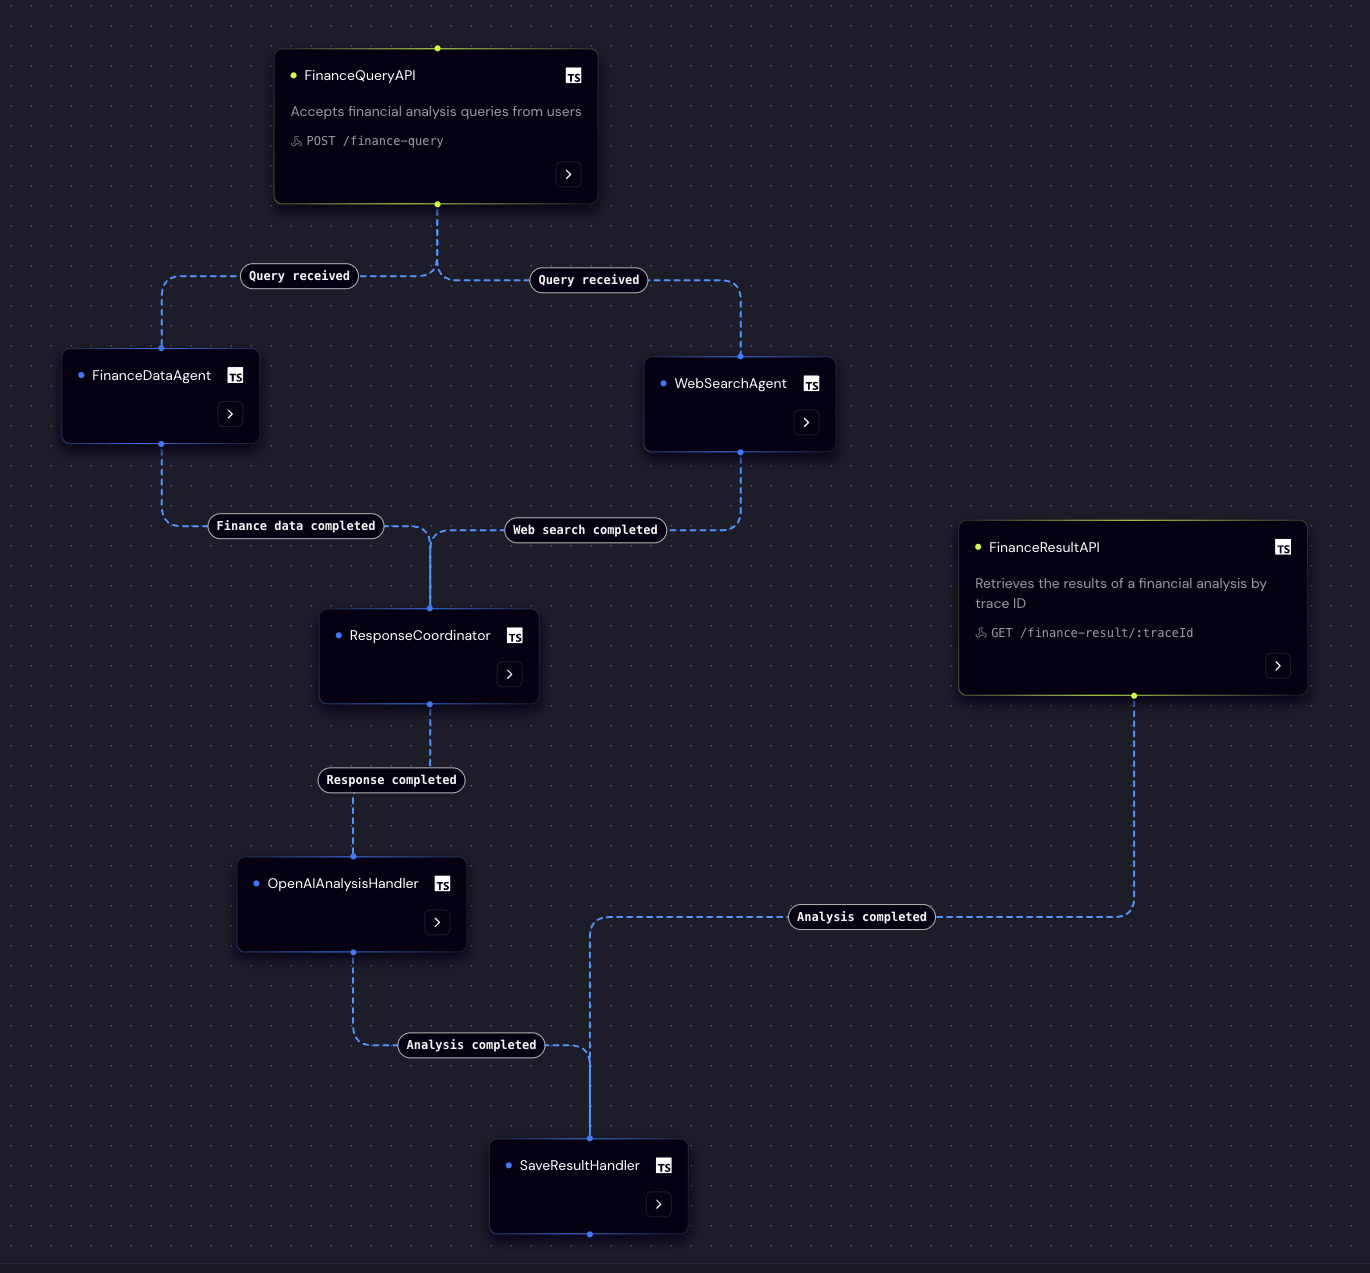 FinanceQueryAPI
TS
Accepts financial analysis queries from users
POST /finance-query
Query received
Query received
FinanceDataAgent
TS
WebSearchAgent
TS
Finance data completed
Web search completed
FinanceResultAPI
TS
Retrieves the results of a financial analysis by
trace ID
GET /finance-result/:traceId
ResponseCoordinator
TS
Response completed
OpenAIAnalysisHandler
TS
Analysis completed
Analysis completed
SaveResultHandler
TS